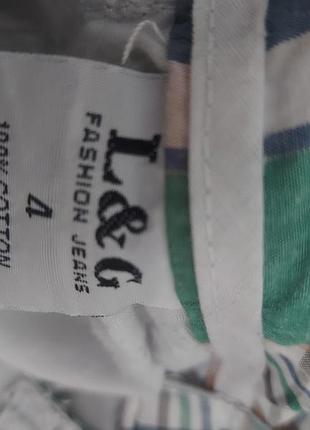 L&G
FASHION JEANS
4
100% COTTON